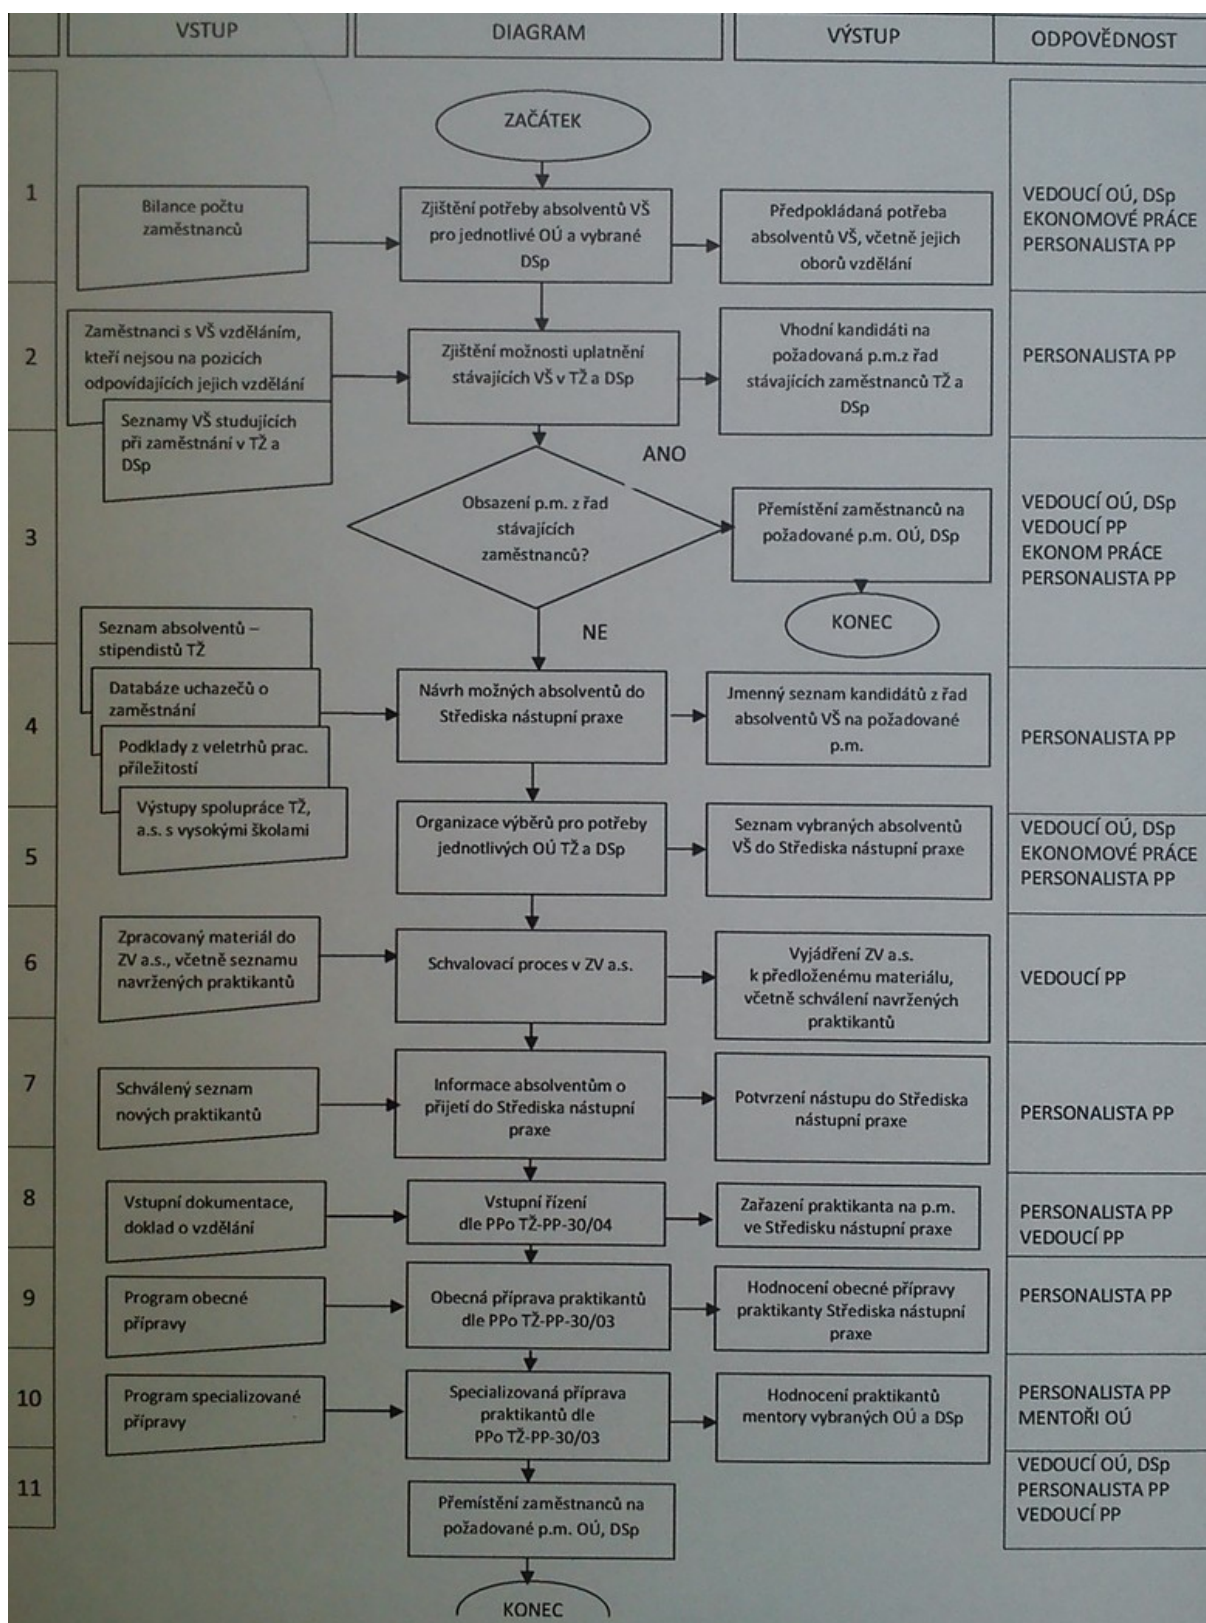 VSTUP
DIAGRAM
VÝSTUP
ODPOVĚDNOST
ZAČÁTEK
1
Bilance počtu
zaměstnanců
Zjištění potřeby absolventů VŠ
pro jednotlivé OÚ a vybrané
DSp
Předpokládaná potřeba
absolventů VŠ, včetně jejich
oborů vzdělání
VEDOUCÍ OÚ, DSp
EKONOMOVÉ PRÁCE
PERSONALISTA PP
2
Zaměstnanci s VŠ vzděláním,
kteří nejsou na pozicích
odpovídajících jejich vzdělání
Seznamy VŠ studujících
při zaměstnání v TŽ a
DSp
Zjištění možnosti uplatnění
stávajících VŠ v TŽ a DSp
Vhodní kandidáti na
požadovaná p.m.z řad
stávajících zaměstnanců TŽ a
DSp
PERSONALISTA PP
3
Obsazení p.m. z řad
stávajících
zaměstnanců?
ANO
Přemístění zaměstnanců na
požadované p.m. OÚ, DSp
KONEC
NE
VEDOUCÍ OÚ, DSp
VEDOUCÍ PP
EKONOM PRÁCE
PERSONALISTA PP
4
Seznam absolventů –
stipendistů TŽ
Databáze uchazečů o
zaměstnání
Podklady z veletrhů prac.
příležitostí
Výstupy spolupráce TŽ,
a.s. s vysokými školami
Návrh možných absolventů do
Střediska nástupní praxe
Jmenný seznam kandidátů z řad
absolventů VŠ na požadované
p.m.
PERSONALISTA PP
5
Organizace výběrů pro potřeby
jednotlivých OÚ TŽ a DSp
Seznam vybraných absolventů
VŠ do Střediska nástupní praxe
VEDOUCÍ OÚ, DSp
EKONOMOVÉ PRÁCE
PERSONALISTA PP
6
Zpracovaný materiál do
ZV a.s., včetně seznamu
navržených praktikantů
Schvalovací proces v ZV a.s.
Vyjádření ZV a.s.
k předloženému materiálu,
včetně schválení navržených
praktikantů
VEDOUCÍ PP
7
Schválený seznam
nových praktikantů
Informace absolventům o
přijetí do Střediska nástupní
praxe
Potvrzení nástupu do Střediska
nástupní praxe
PERSONALISTA PP
8
Vstupní dokumentace,
doklad o vzdělání
Vstupní řízení
dle PPo TŽ-PP-30/04
Zařazení praktikanta na p.m.
ve Středisku nástupní praxe
PERSONALISTA PP
VEDOUCÍ PP
9
Program obecné
přípravy
Obecná příprava praktikantů
dle PPo TŽ-PP-30/03
Hodnocení obecné přípravy
praktikanty Střediska nástupní
praxe
PERSONALISTA PP
10
Program specializované
přípravy
Specializovaná příprava
praktikantů dle
PPo TŽ-PP-30/03
Hodnocení praktikantů
mentory vybraných OÚ a DSp
PERSONALISTA PP
MENTOŘI OÚ
11
Přemístění zaměstnanců na
požadované p.m. OÚ, DSp
VEDOUCÍ OÚ, DSp
PERSONALISTA PP
VEDOUCÍ PP
KONEC